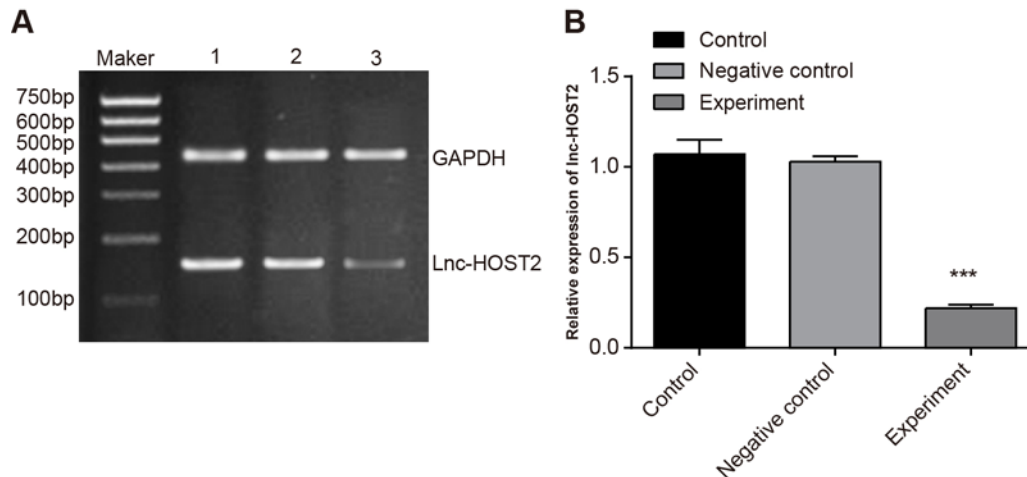 A
Maker 1 2 3
750bp
600bp
500bp
400bp
300bp
200bp
100bp
GAPDH
Lnc-HOST2
B
Control
Negative control
Experiment
Relative expression of lnc-HOST2
1.5
1.0
0.5
0.0
***
Control
Negative control
Experiment